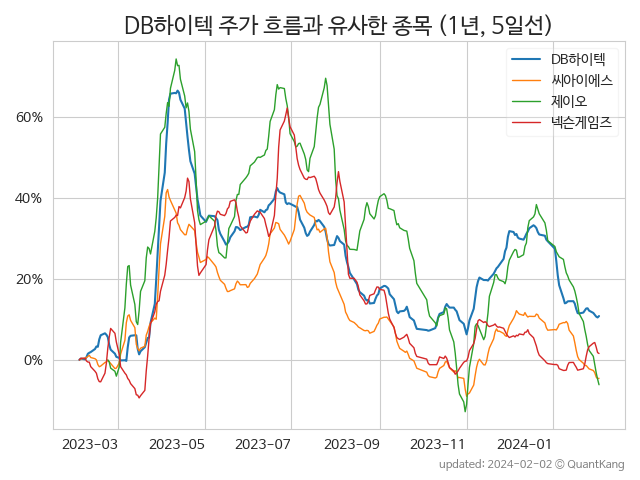 DB하이텍 주가 흐름과 유사한 종목 (1년, 5일선)
DB하이텍
씨아이에스
제이오
넥슨게임즈
60%
40%
20%
0%
2023-03 2023-05 2023-07 2023-09 2023-11 2024-01
updated: 2024-02-02 © QuantKang